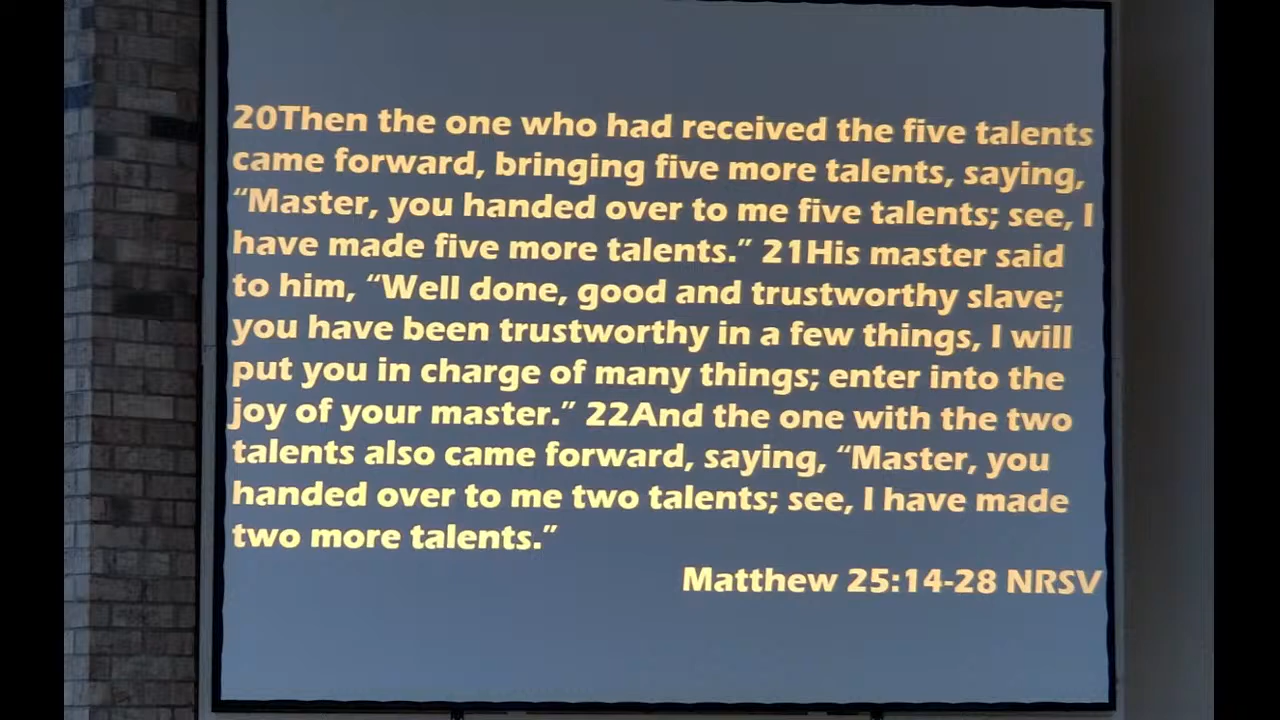 20Then the one who had received the five talents
came forward, bringing five more talents, saying,
“Master, you handed over to me five talents; see, I
have made five more talents.” 21His master said
to him, “Well done, good and trustworthy slave;
you have been trustworthy in a few things, I will
put you in charge of many things; enter into the
joy of your master.” 22And the one with the two
talents also came forward, saying, “Master, you
handed over to me two talents; see, I have made
two more talents.”
Matthew 25:14-28 NRSV